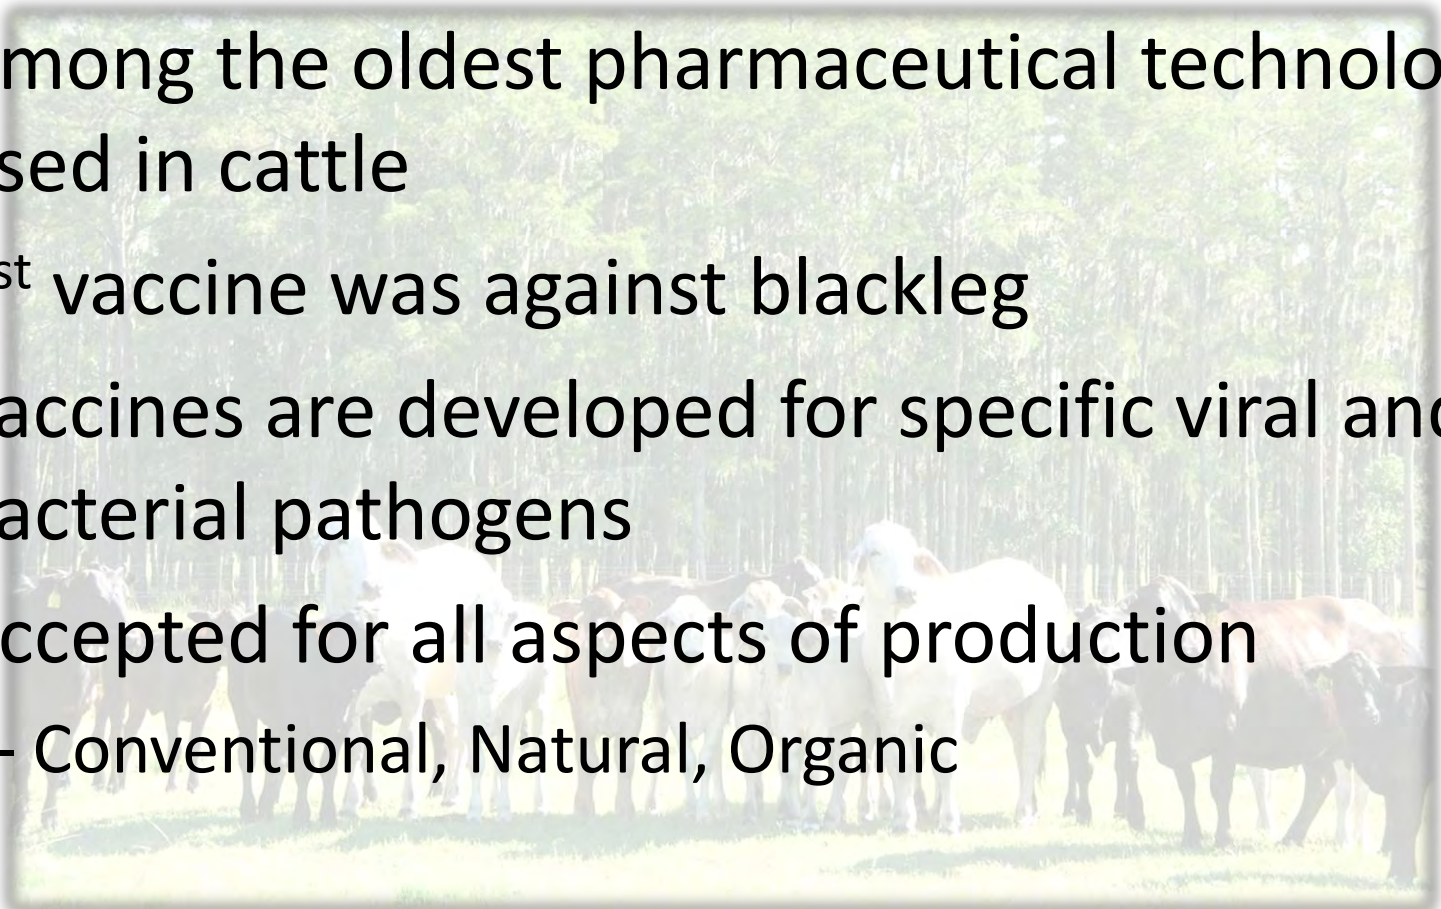 mong the oldest pharmaceutical technolo
sed in cattle
st vaccine was against blackleg
accines are developed for specific viral and
acterial pathogens
ccepted for all aspects of production
- Conventional, Natural, Organic